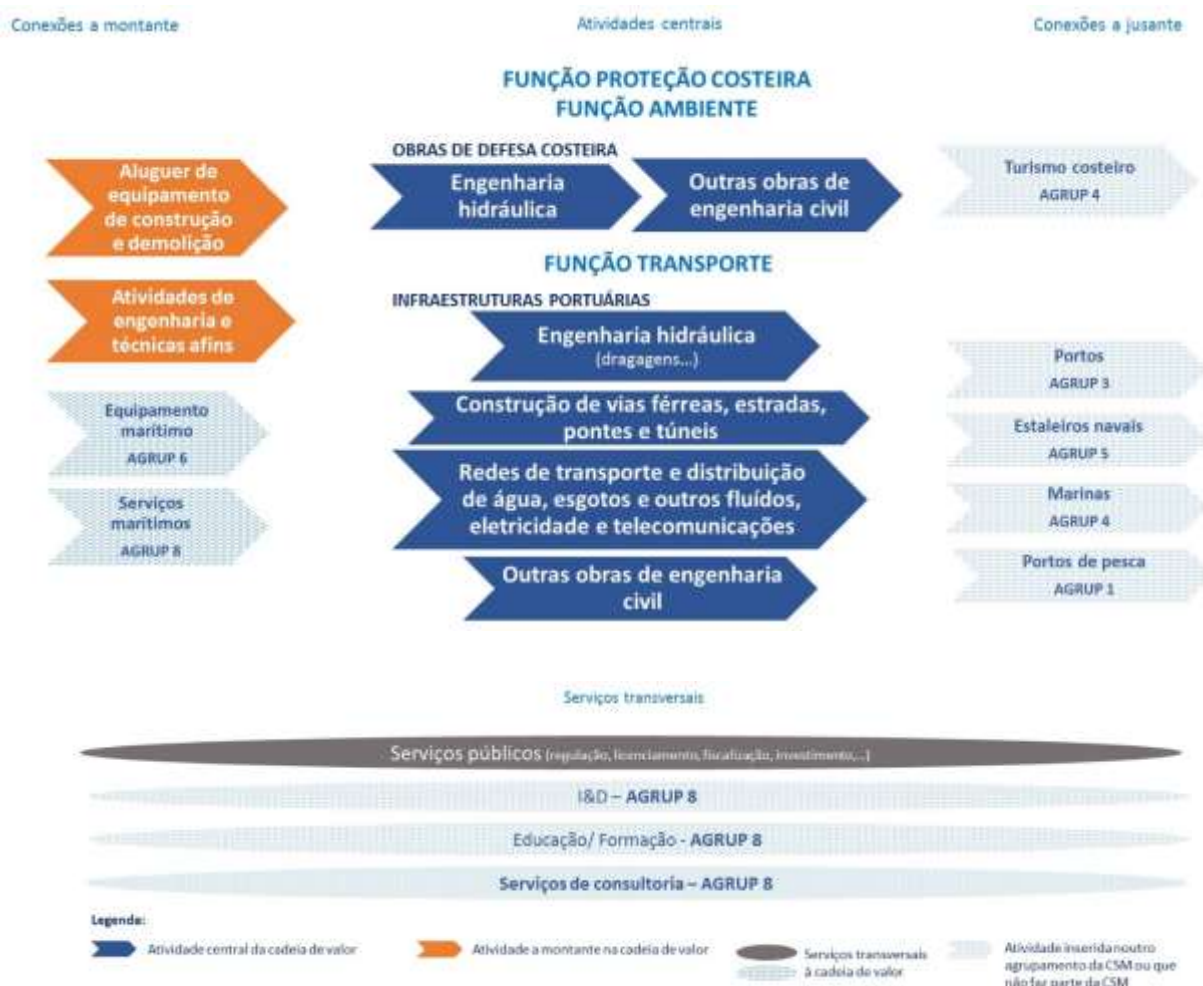 Conexões a montante
Atividades centrais
Conexões a jusante
FUNÇÃO PROTEÇÃO COSTEIRA
FUNÇÃO AMBIENTE
OBRAS DE DEFESA COSTEIRA
Aluguer de
equipamento
de construção
e demolição
Engenharia
hidráulica
Outras obras de
engenharia civil
Turismo costeiro
AGRUP 4
FUNÇÃO TRANSPORTE
INFRAESTRUTURAS PORTUÁRIAS
Atividades de
engenharia e
técnicas afins
Engenharia hidráulica
(dragagens...)
Portos
AGRUP 3
Equipamento
marítimo
AGRUP 6
Construção de vias férreas, estradas,
pontes e túneis
Estaleiros navais
AGRUP 5
Serviços
marítimos
AGRUP 8
Redes de transporte e distribuição
de água, esgotos e outros fluídos,
eletricidade e telecomunicações
Marinas
AGRUP 4
Outras obras de engenharia
civil
Portos de pesca
AGRUP 1
Serviços transversais
Serviços públicos (regulação, licenciamento, fiscalização, investimento,...)
I&D – AGRUP 8
Educação/ Formação - AGRUP 8
Serviços de consultoria – AGRUP 8
Legenda:
Atividade central da cadeia de valor
Atividade a montante na cadeia de valor
Serviços transversais
à cadeia de valor
Atividade inserida noutro
agrupamento da CSM ou que
não faz parte da CSM